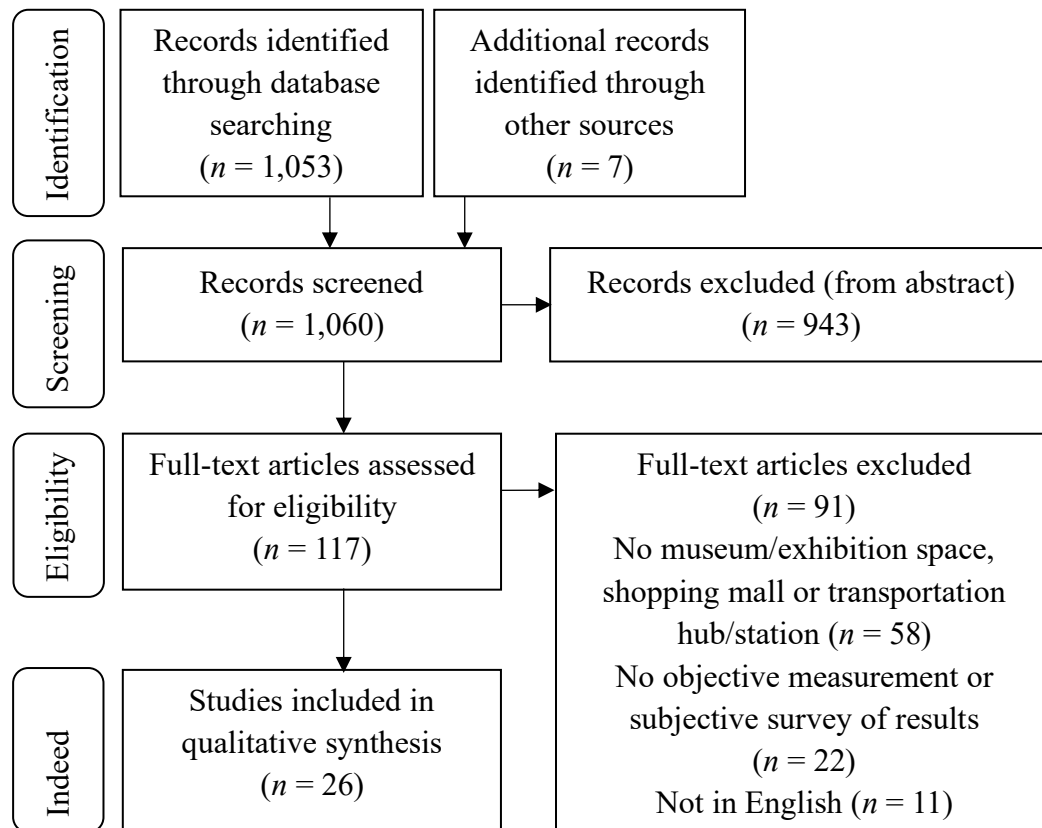 Identification
Records identified
through database
searching
(n = 1,053)
Additional records
identified through
other sources
(n = 7)
Screening
Records screened
(n = 1,060)
Records excluded (from abstract)
(n = 943)
Eligibility
Full-text articles assessed
for eligibility
(n = 117)
Full-text articles excluded
(n = 91)
No museum/exhibition space,
shopping mall or transportation
hub/station (n = 58)
No objective measurement or
subjective survey of results
(n = 22)
Not in English (n = 11)
Indeed
Studies included in
qualitative synthesis
(n = 26)